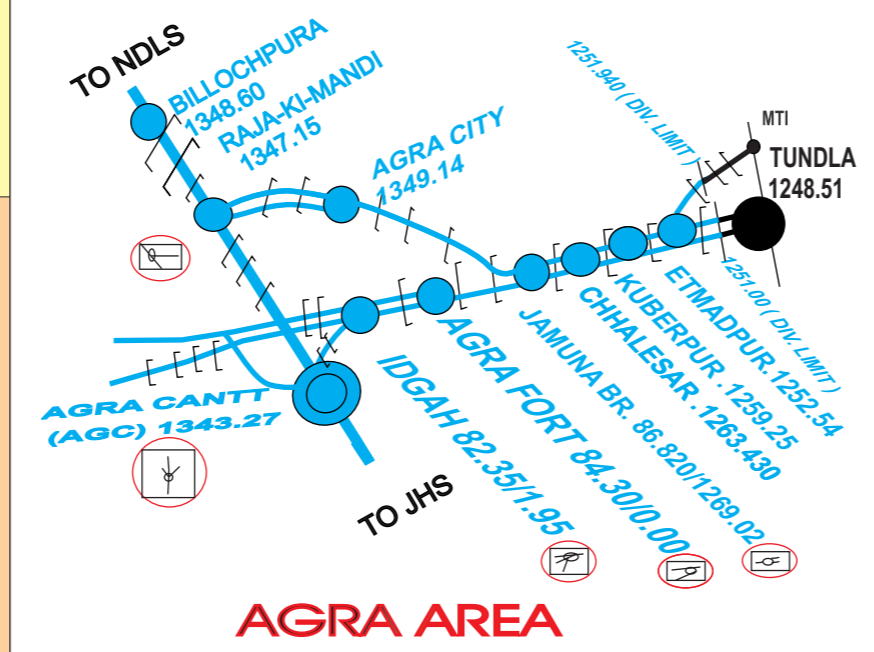 TO NDLS
BILLOCHPURA
1348.60
RAJA-KI-MANDI
1347.15
AGRA CITY
1349.14
1251.940 ( DIV. LIMIT )
MTI
TUNDLA
1248.51
1251.00 ( DIV. LIMIT )
ETMADPUR.1252.54
KUBERPUR .1259.25
CHHALESAR .1263.430
JAMUNA BR. 86.820/1269.02
AGRA FORT 84.30/0.00
IDGAH 82.35/1.95
AGRA CANTT
(AGC) 1343.27
TO JHS
AGRA AREA